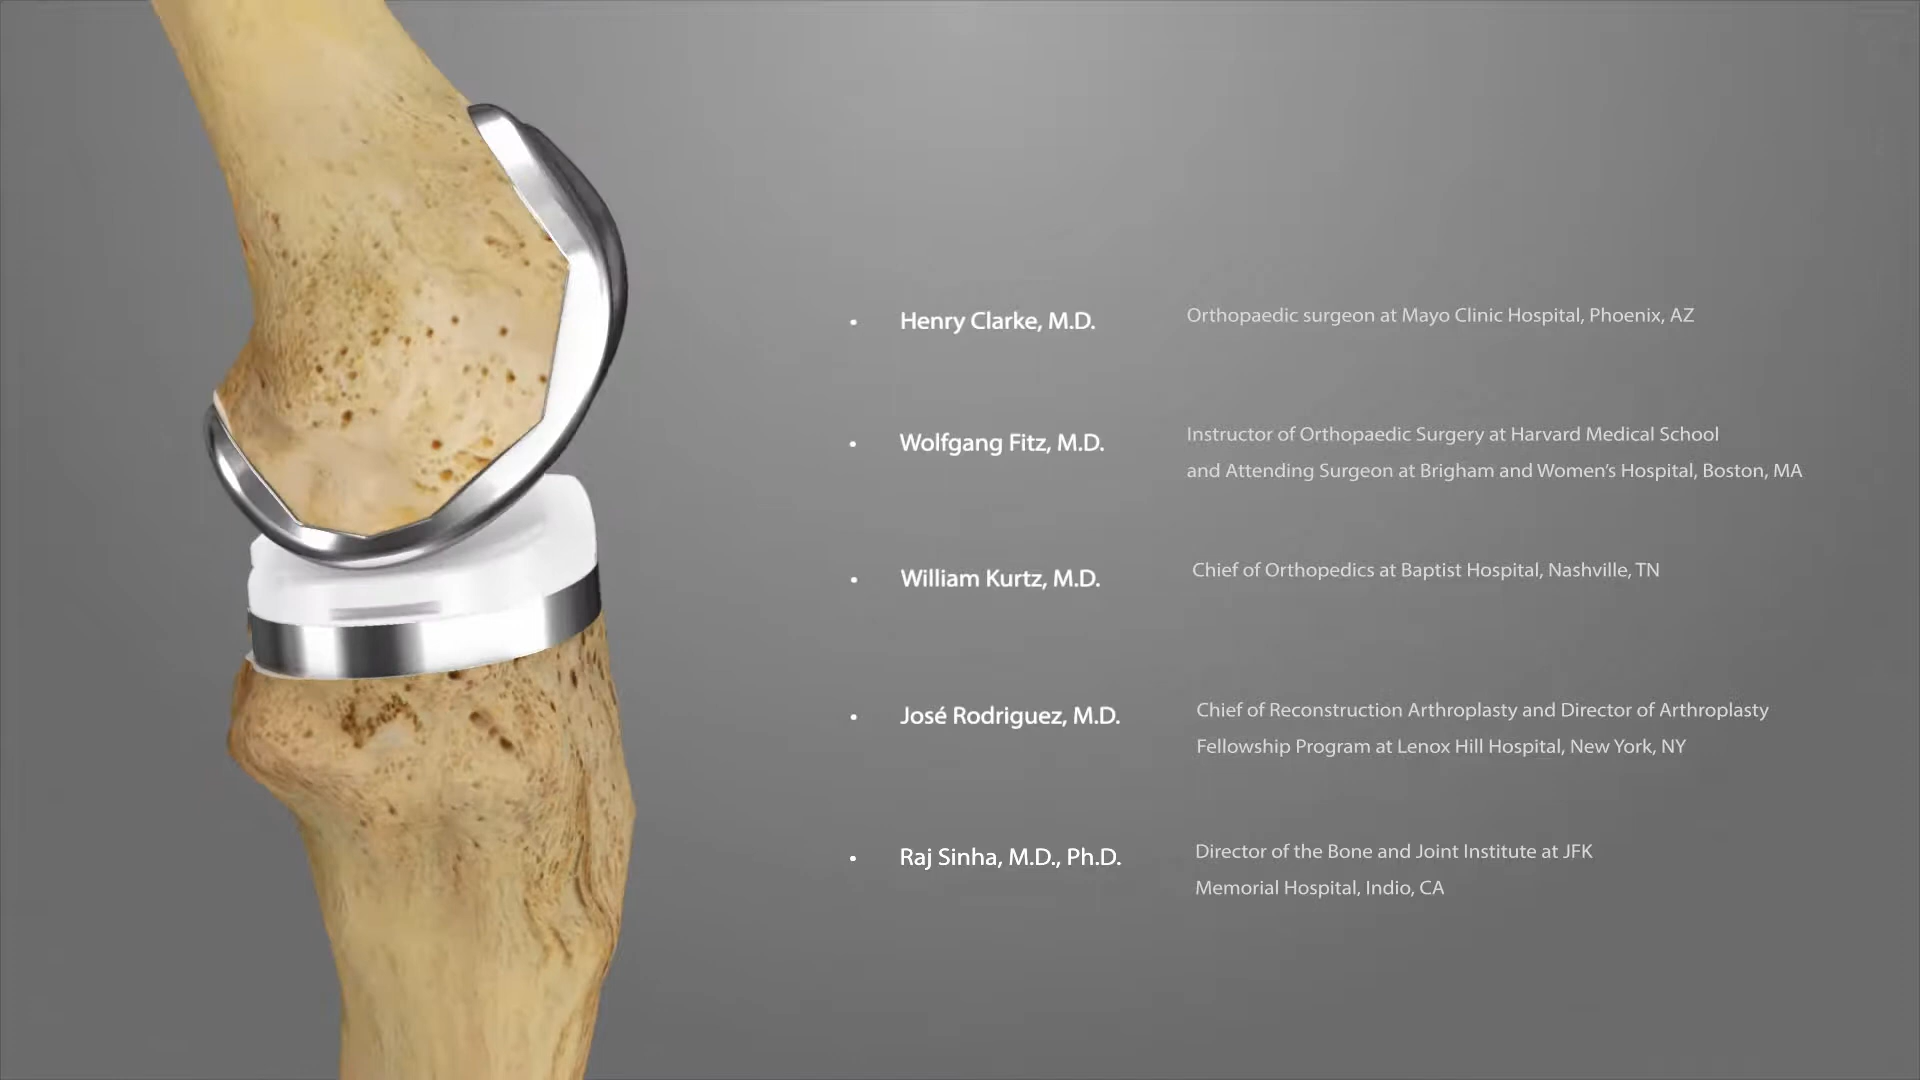 • Henry Clarke, M.D.
Orthopaedic surgeon at Mayo Clinic Hospital, Phoenix, AZ
• Wolfgang Fitz, M.D.
Instructor of Orthopaedic Surgery at Harvard Medical School
and Attending Surgeon at Brigham and Women’s Hospital, Boston, MA
• William Kurtz, M.D.
Chief of Orthopedics at Baptist Hospital, Nashville, TN
• José Rodriguez, M.D.
Chief of Reconstruction Arthroplasty and Director of Arthroplasty
Fellowship Program at Lenox Hill Hospital, New York, NY
• Raj Sinha, M.D., Ph.D.
Director of the Bone and Joint Institute at JFK
Memorial Hospital, Indio, CA